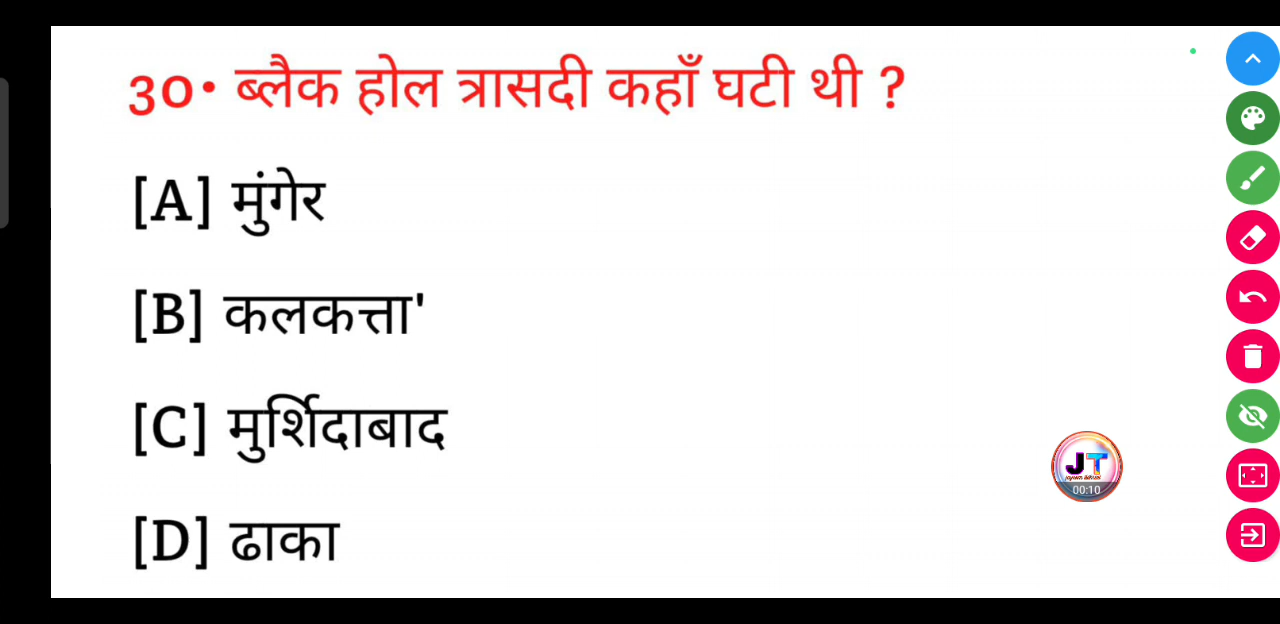 30• ब्लैक होल त्रासदी कहाँ घटी थी ?
[A] मुंगेर
[B] कलकत्ता'
[C] मुर्शिदाबाद
[D] ढाका
JT
00:10